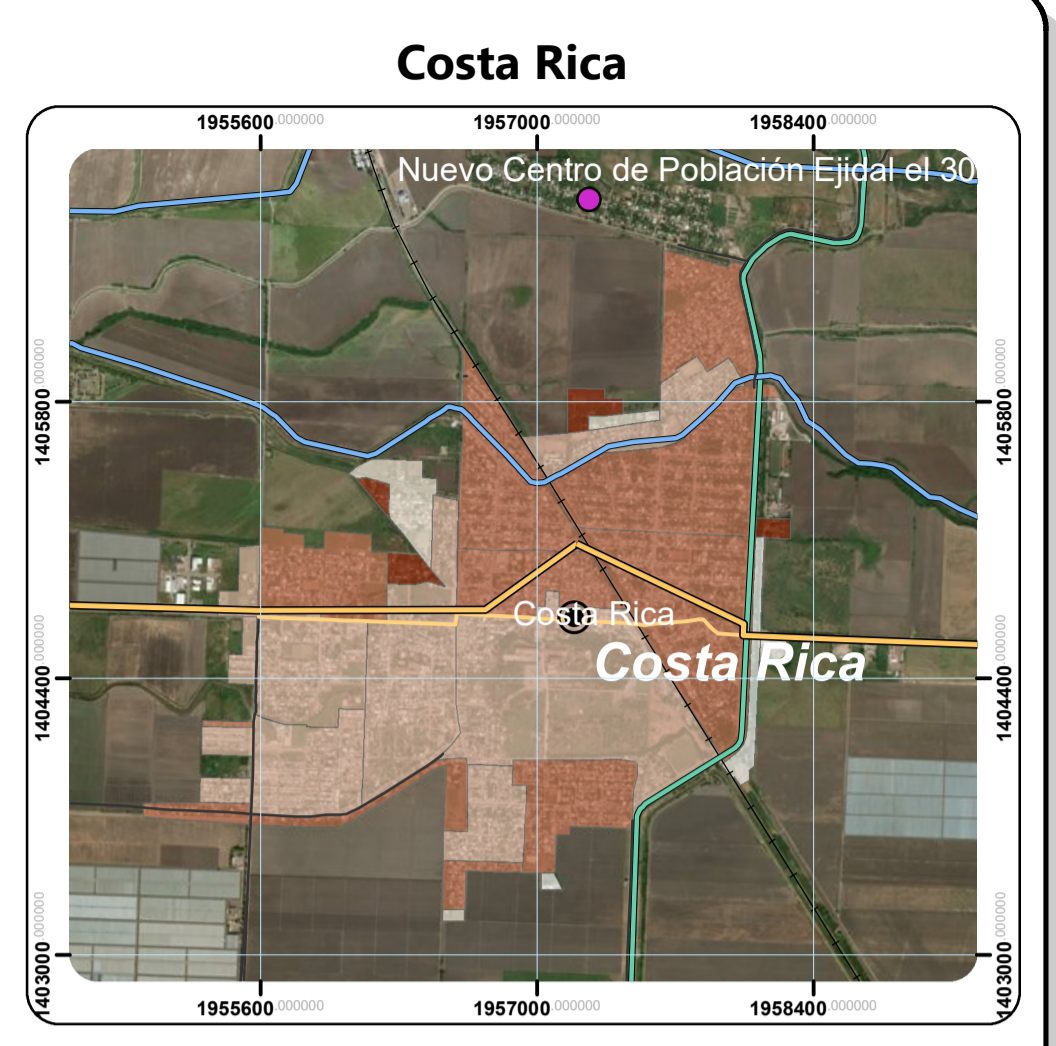 Costa Rica
1955600.000000 1957000.000000 1958400.000000
Nuevo Centro de Población Ejidal el 30
1405800.000000 1405800.000000
Costa Rica
Costa Rica
1404400.000000 1404400.000000
1403000.000000 1403000.000000
1955600.000000 1957000.000000 1958400.000000